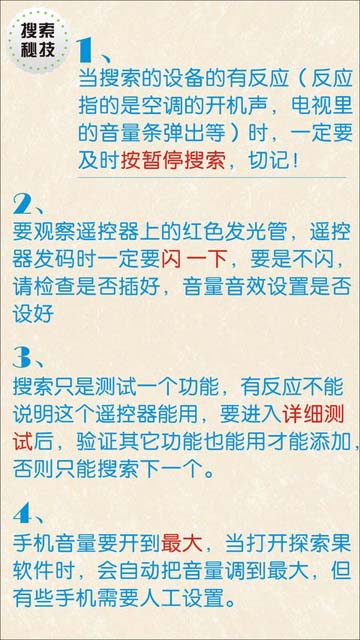 搜索
秘技
1、
当搜索的设备的有反应（反应
指的是空调的开机声，电视里
的音量条弹出等）时，一定要
及时按暂停搜索，切记！
2、
要观察遥控器上的红色发光管，遥控
器发码时一定要闪一下，要是不闪，
请检查是否插好，音量音效设置是否
设好
3、
搜索只是测试一个功能，有反应不能
说明这个遥控器能用，要进入详细测
试后，验证其它功能也能用才能添加，
否则只能搜索下一个。
4、
手机音量要开到最大，当打开探索果
软件时，会自动把音量调到最大，但
有些手机需要人工设置。